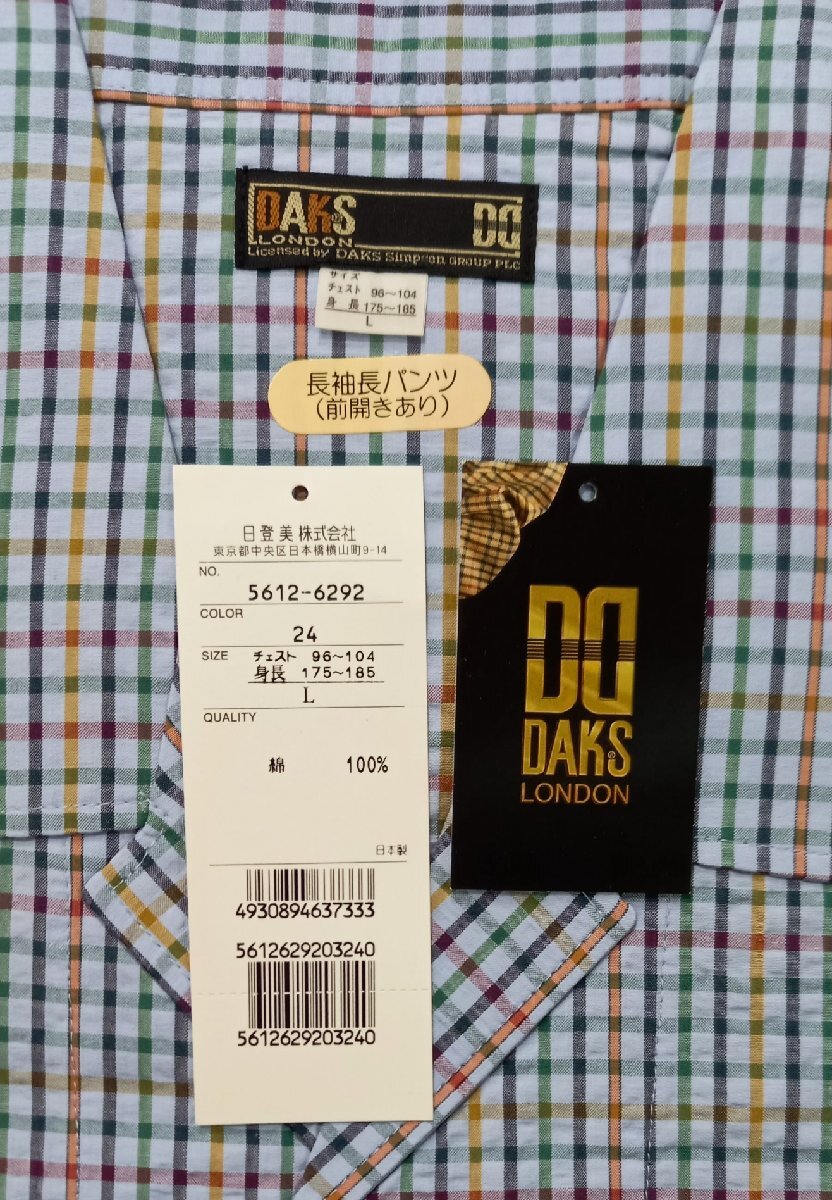 DAKS
LONDON
Licensed by DAKS Simpson GROUP PLC
サイズ
チェスト 96~104
身長 175~185
L
長袖長パンツ
(前開きあり)
日登美株式会社
東京都中央区日本橋横山町9-14
NO.
5612-6292
COLOR
24
SIZE チェスト 96~104
身長 175~185
L
QUALITY
綿 100%
日本製
4930894637333
5612629203240
5612629203240
DAKS
LONDON